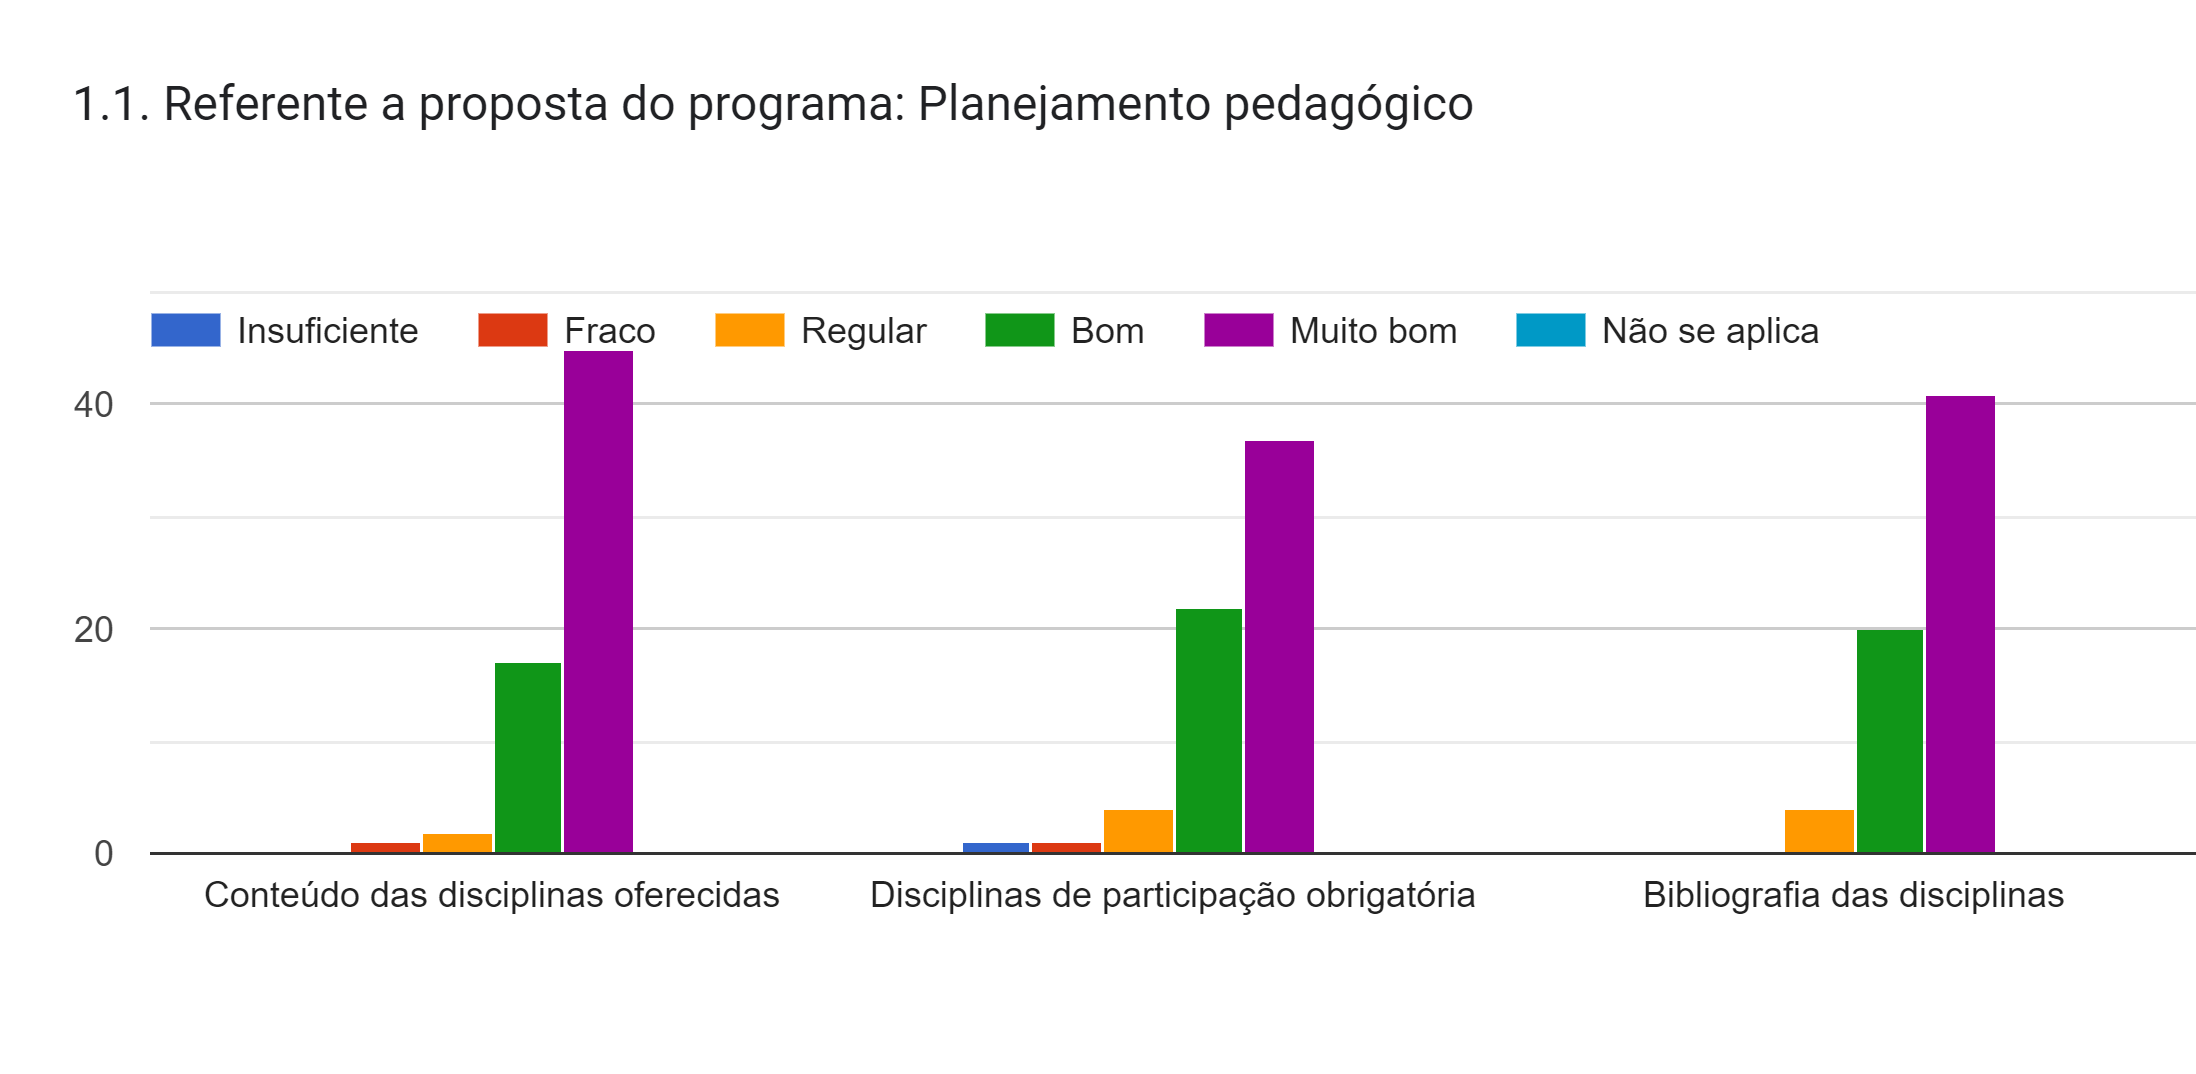 1.1. Referente a proposta do programa: Planejamento pedagógico
Insuficiente Fraco Regular Bom Muito bom Não se aplica
40
20
0
Conteúdo das disciplinas oferecidas Disciplinas de participação obrigatória Bibliografia das disciplinas